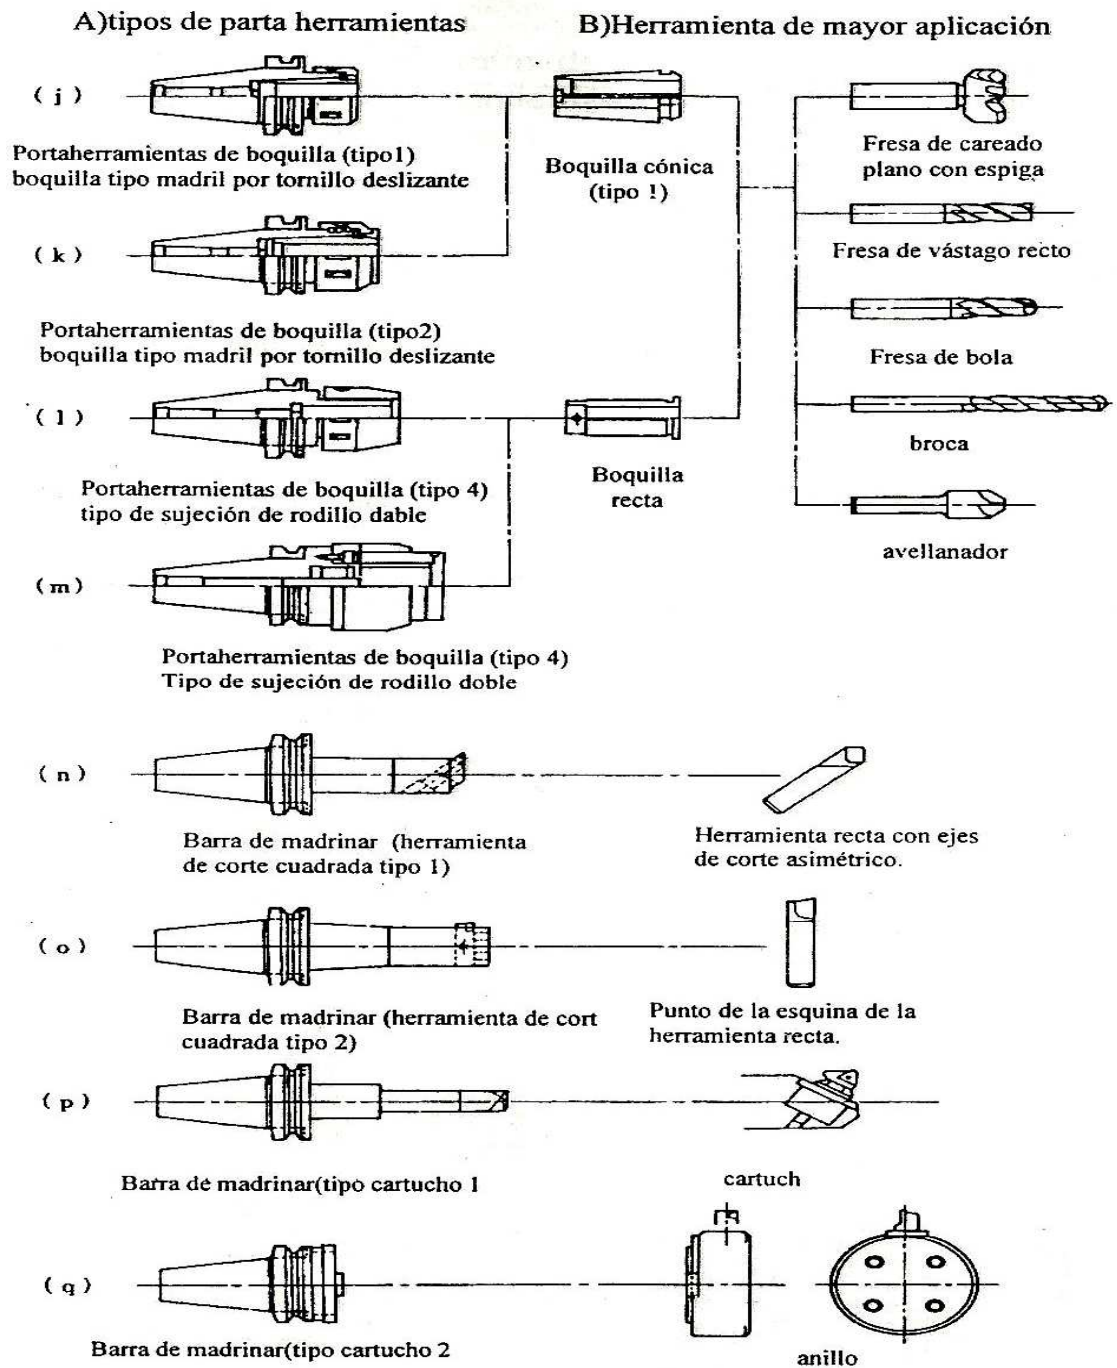 A)tipos de parta herramientas
B)Herramienta de mayor aplicación
( j )
Portaherramientas de boquilla (tipo1)
boquilla tipo madril por tornillo deslizante
Boquilla cónica
(tipo 1)
Fresa de careado
plano con espiga
( k )
Fresa de vástago recto
Portaherramientas de boquilla (tipo2)
boquilla tipo madril por tornillo deslizante
Fresa de bola
( l )
broca
Portaherramientas de boquilla (tipo 4)
tipo de sujeción de rodillo dable
Boquilla
recta
avellanador
( m )
Portaherramientas de boquilla (tipo 4)
Tipo de sujeción de rodillo doble
( n )
Barra de madrinar (herramienta
de corte cuadrada tipo 1)
Herramienta recta con ejes
de corte asimétrico.
( o )
Barra de madrinar (herramienta de cort
cuadrada tipo 2)
Punto de la esquina de la
herramienta recta.
( p )
Barra de madrinar(tipo cartucho 1
cartuch
( q )
Barra de madrinar(tipo cartucho 2
anillo